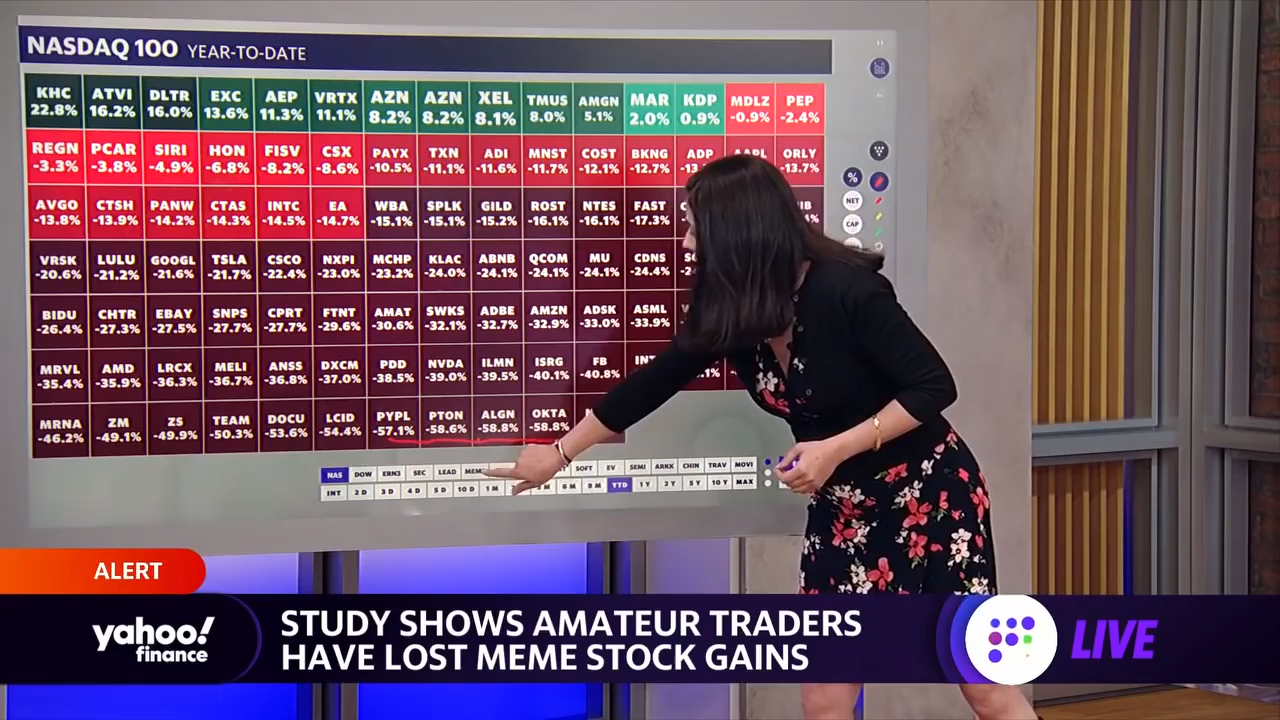 NASDAQ 100 YEAR-TO-DATE
KHC ATVI DLTR EXC AEP VRTX AZN AZN XEL TMUS AMGN MAR KDP MDLZ PEP
22.8% 16.2% 16.0% 13.6% 11.3% 11.1% 8.2% 8.2% 8.1% 8.0% 5.1% 2.0% 0.9% -0.9% -2.4%
REGN PCAR SIRI HON FISV CSX PAYX TXN ADI MNST COST BKNG ADP AAPL ORLY
-3.3% -3.8% -4.9% -6.8% -8.2% -8.6% -10.5% -11.1% -11.6% -11.7% -12.1% -12.7% -13.7%
AVGO CTSH PANW CTAS INTC EA WBA SPLK GILD ROST NTES FAST
-13.8% -13.9% -14.2% -14.3% -14.5% -14.7% -15.1% -15.1% -15.2% -16.1% -16.1% -17.3%
VRSK LULU GOOGL TSLA CSCO NXPI MCHP KLAC ABNB QCOM MU CDNS
-20.6% -21.2% -21.6% -21.7% -22.4% -23.0% -23.2% -24.0% -24.1% -24.1% -24.1% -24.4%
BIDU CHTR EBAY SNPS CPRT FTNT AMAT SWKS ADBE AMZN ADSK ASML
-26.4% -27.3% -27.5% -27.7% -27.7% -29.6% -30.6% -32.1% -32.7% -32.9% -33.0% -33.9%
MRVL AMD LRCX MELI ANSS DXCM PDD NVDA ILMN ISRG FB
-35.4% -35.9% -36.3% -36.7% -36.8% -37.0% -38.5% -39.0% -39.5% -40.1% -40.8%
MRNA ZM ZS TEAM DOCU LCID PYPL PTON ALGN OKTA
-46.2% -49.1% -49.9% -50.3% -53.6% -54.4% -57.1% -58.6% -58.8% -58.8%
%
NET
CAP
NAS DOW ERN3 SEC LEAD MEME SOFT EV SEMI ARKK CHIN TRAV MOVI
INT 2 D 3 D 4 D 5 D 10 D 1 M 6 M 9 M YTD 1 Y 2 Y 5 Y 10 Y MAX
ALERT
yahoo!
finance
STUDY SHOWS AMATEUR TRADERS
HAVE LOST MEME STOCK GAINS
LIVE